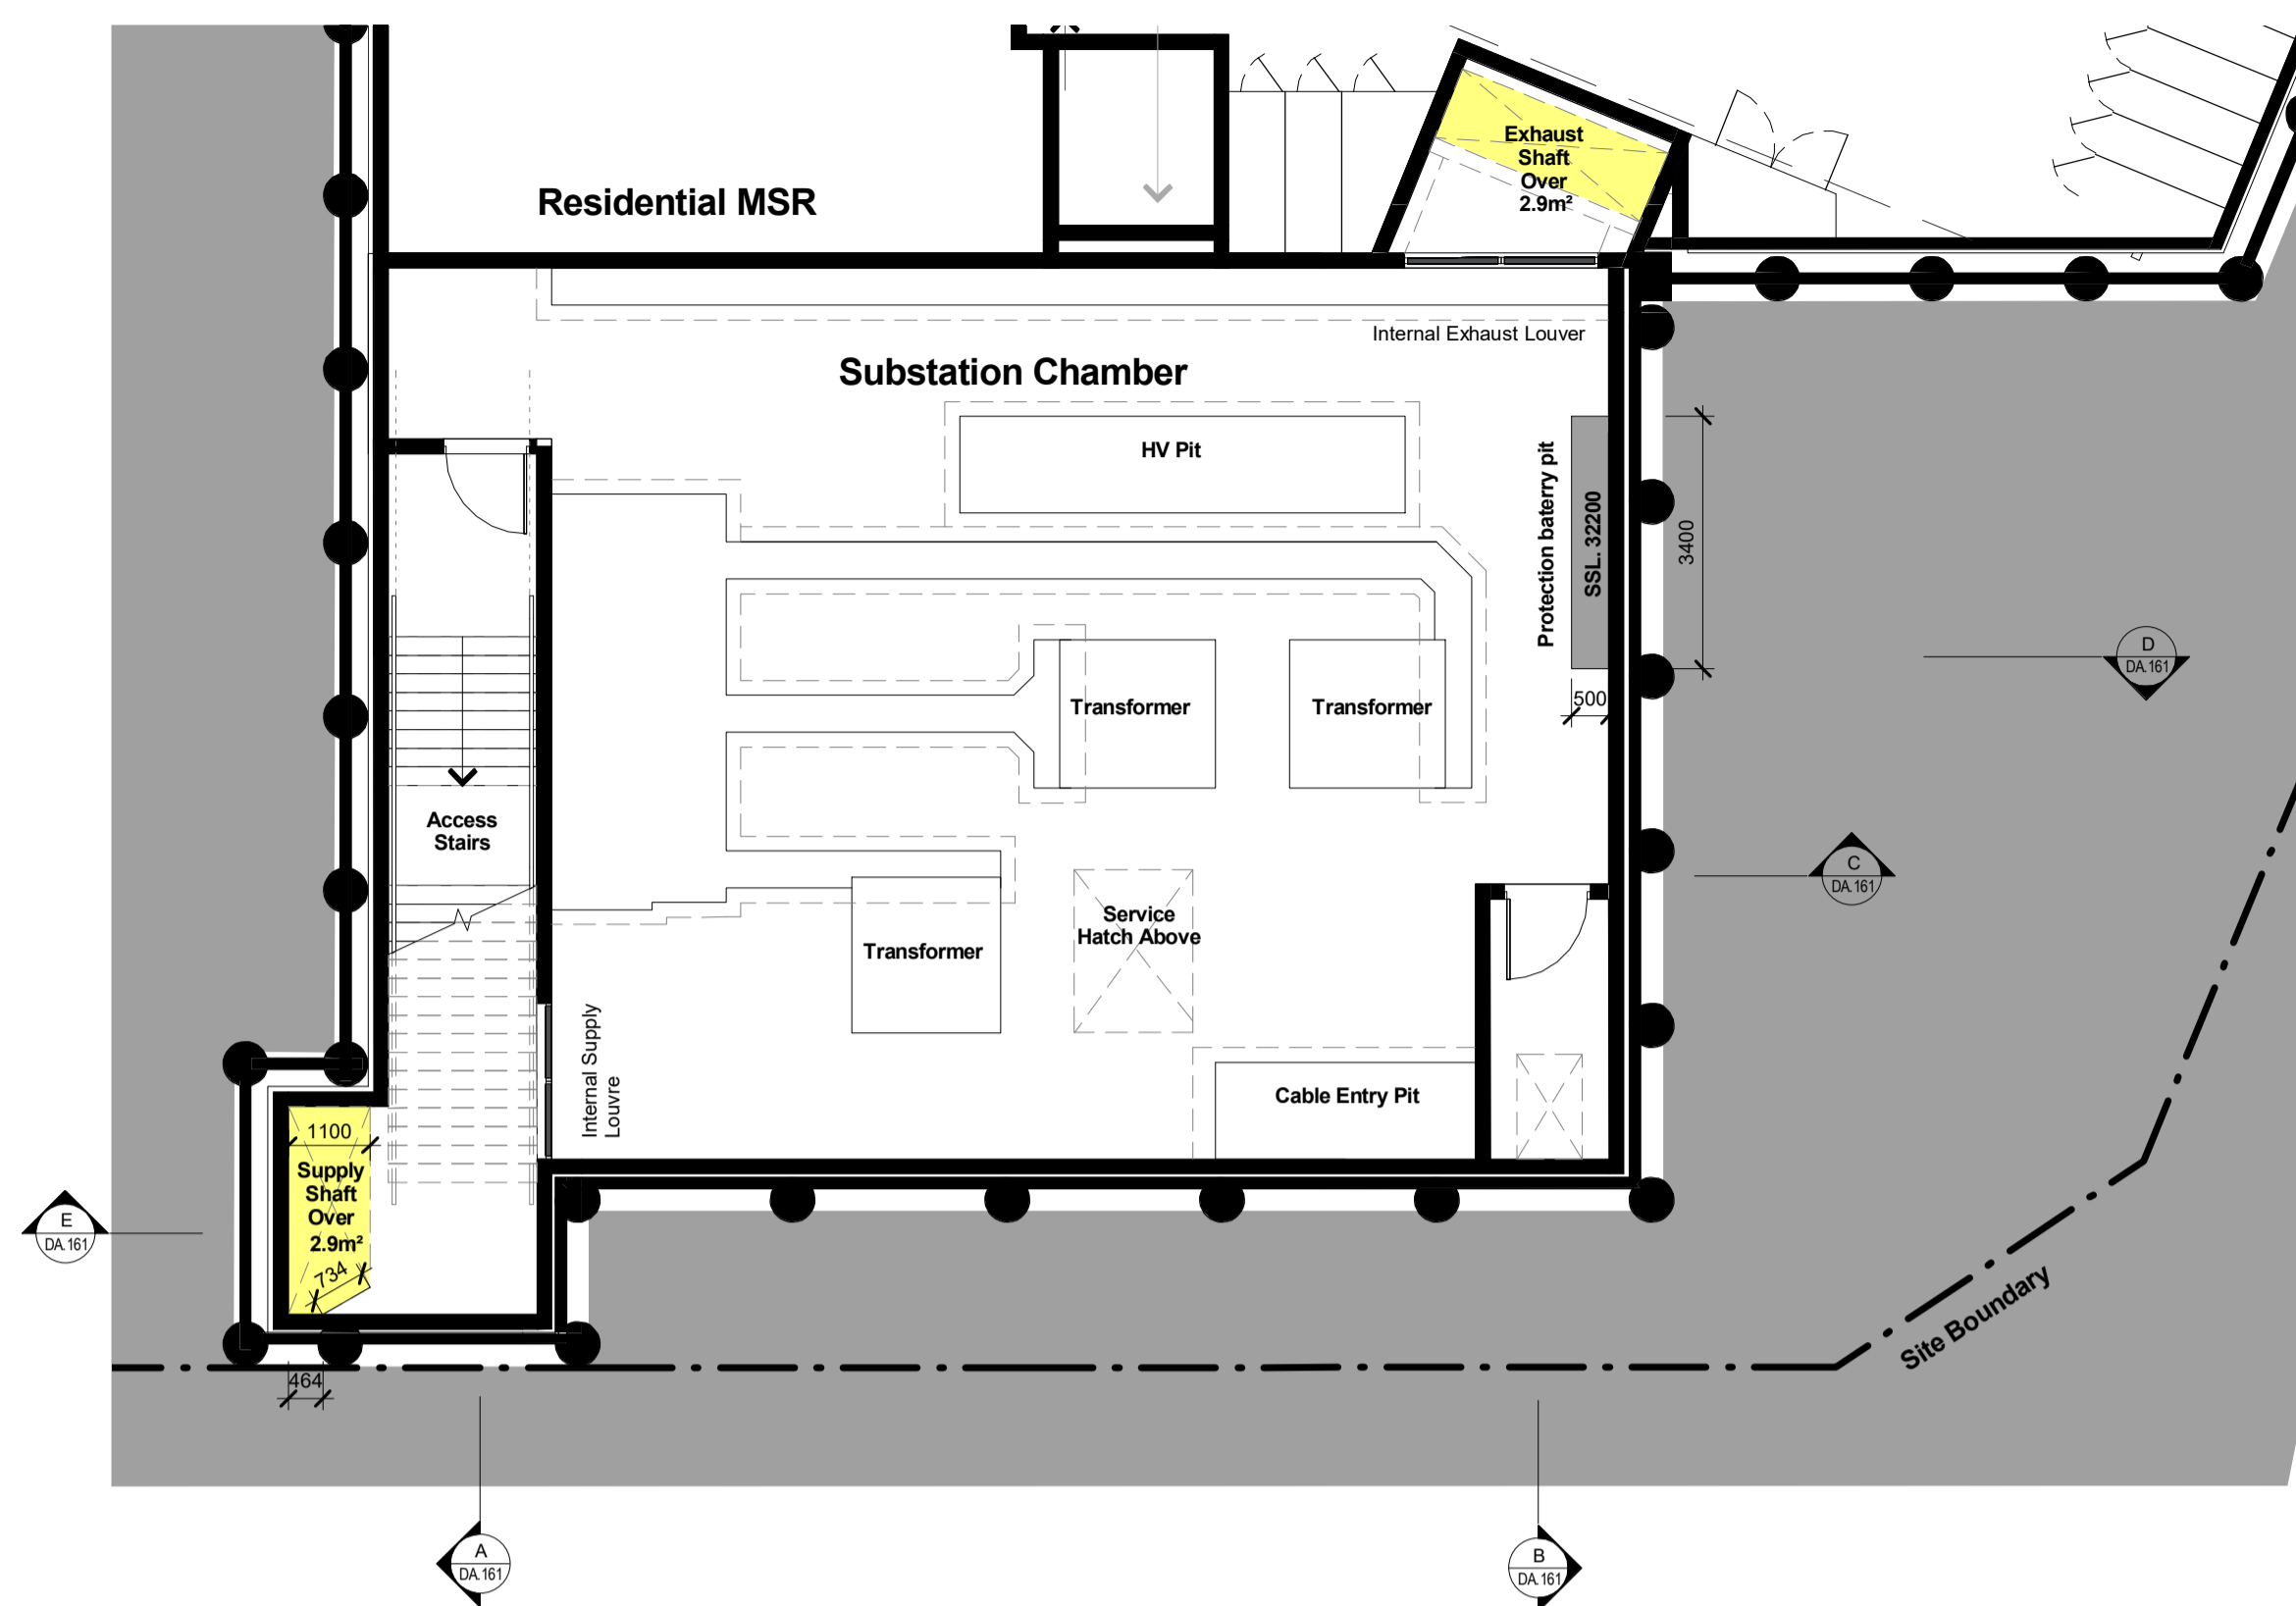 Exhaust
Shaft
Over
2.9m²
Residential MSR
Internal Exhaust Louver
Substation Chamber
HV Pit
Protection baterry pit
SSL. 32200
3400
500
D
DA.161
Transformer
Transformer
Access
Stairs
C
DA.161
Service
Hatch Above
Transformer
Internal Supply
Louvre
Cable Entry Pit
1100
Supply
Shaft
Over
2.9m²
734
E
DA.161
Site Boundary
464
A
DA.161
B
DA.161